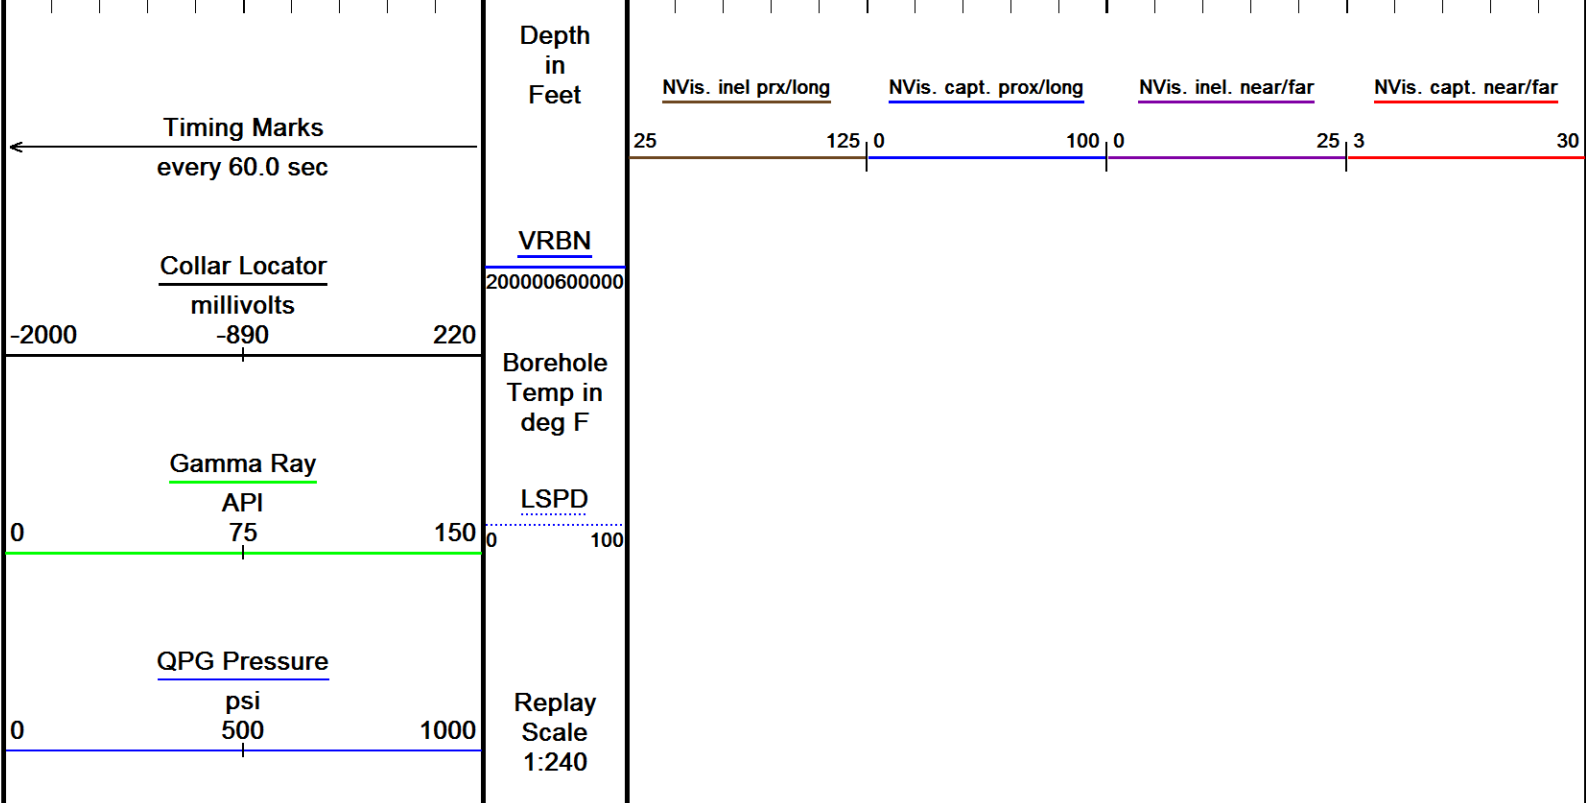 Timing Marks
every 60.0 sec
Collar Locator
millivolts
-2000 -890 220
Gamma Ray
API
0 75 150
QPG Pressure
psi
0 500 1000
Depth
in
Feet
VRBN
200000600000
Borehole
Temp in
deg F
LSPD
0 100
Replay
Scale
1:240
NVis. inel prx/long NVis. capt. prox/long NVis. inel. near/far NVis. capt. near/far
25 125 0 100 0 25 3 30